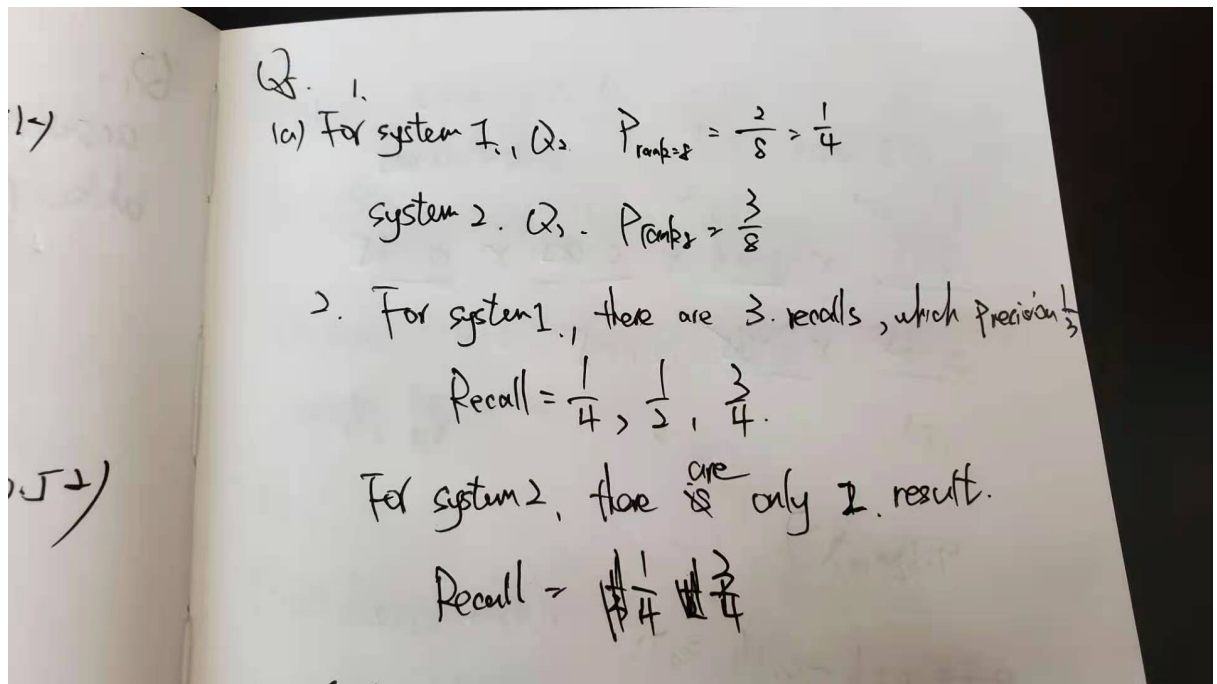 Q. 1.
(a) For system 1., Q2. P rank=8 = 2/8 = 1/4
system 2. Q2. P rank8 = 3/8
2. For system 1., there are 3. recalls, which precision 1/3
Recall = 1/4, 1/2, 3/4.
are
For system 2, there only 2. result.
Recall = 1/4 3/4